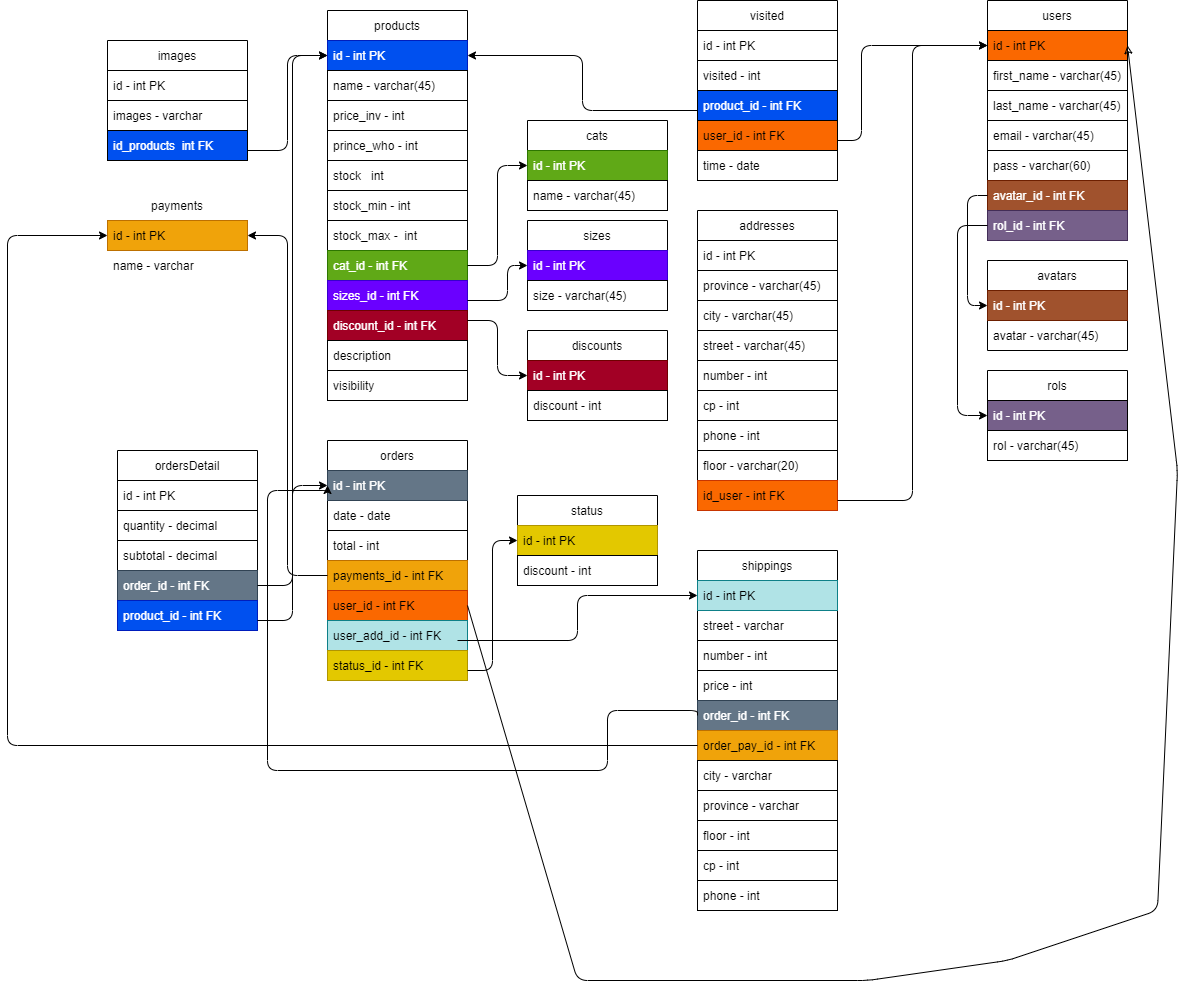 images
id - int PK
images - varchar
id_products  int FK
payments
id - int PK
name - varchar
products
id - int PK
name - varchar(45)
price_inv - int
prince_who - int
stock   int
stock_min - int
stock_max -  int
cat_id - int FK
sizes_id - int FK
discount_id - int FK
description
visibility
cats
id - int PK
name - varchar(45)
sizes
id - int PK
size - varchar(45)
discounts
id - int PK
discount - int
visited
id - int PK
visited - int
product_id - int FK
user_id - int FK
time - date
addresses
id - int PK
province - varchar(45)
city - varchar(45)
street - varchar(45)
number - int
cp - int
phone - int
floor - varchar(20)
id_user - int FK
users
id - int PK
first_name - varchar(45)
last_name - varchar(45)
email - varchar(45)
pass - varchar(60)
avatar_id - int FK
rol_id - int FK
avatars
id - int PK
avatar - varchar(45)
rols
id - int PK
rol - varchar(45)
ordersDetail
id - int PK
quantity - decimal
subtotal - decimal
order_id - int FK
product_id - int FK
orders
id - int PK
date - date
total - int
payments_id - int FK
user_id - int FK
user_add_id - int FK
status_id - int FK
status
id - int PK
discount - int
shippings
id - int PK
street - varchar
number - int
price - int
order_id - int FK
order_pay_id - int FK
city - varchar
province - varchar
floor - int
cp - int
phone - int